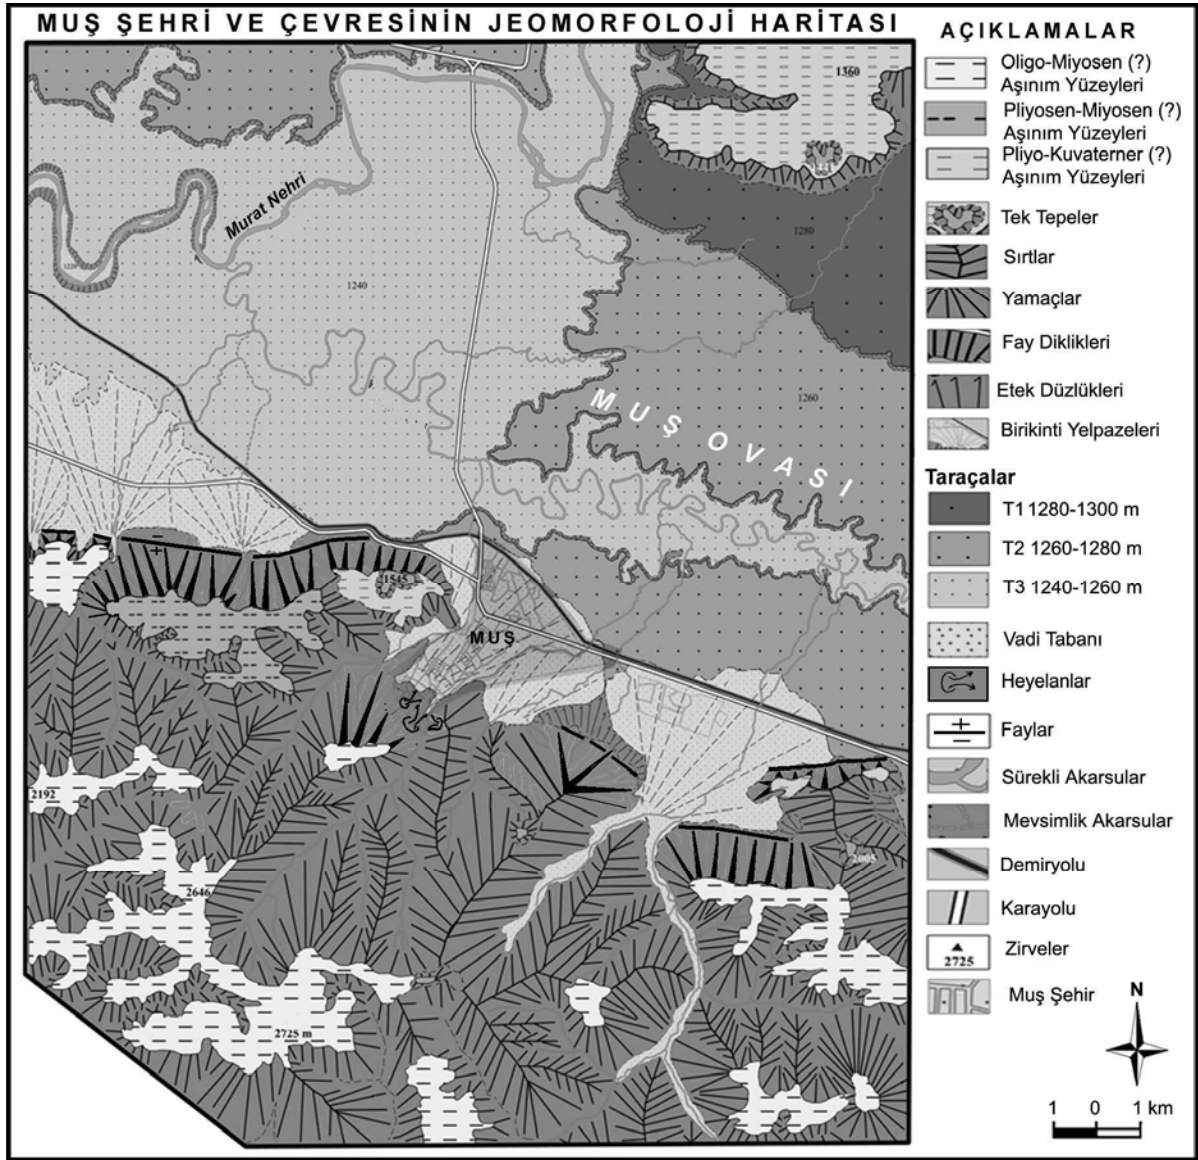 MUŞ ŞEHRİ VE ÇEVRESİNİN JEOMORFOLOJİ HARİTASI
1360
Murat Nehri
1280
1240
1260
MUŞ OVASI
1545
MUŞ
2192
2005
2646
2725 m
AÇIKLAMALAR
Oligo-Miyosen (?)
Aşınım Yüzeyleri
Pliyosen-Miyosen (?)
Aşınım Yüzeyleri
Pliyo-Kuvaterner (?)
Aşınım Yüzeyleri
Tek Tepeler
Sırtlar
Yamaçlar
Fay Diklikleri
Etek Düzlükleri
Birikinti Yelpazeleri
Taraçalar
T1 1280-1300 m
T2 1260-1280 m
T3 1240-1260 m
Vadi Tabanı
Heyelanlar
Faylar
Sürekli Akarsular
Mevsimlik Akarsular
Demiryolu
Karayolu
2725
Zirveler
Muş Şehir
N
1 0 1 km